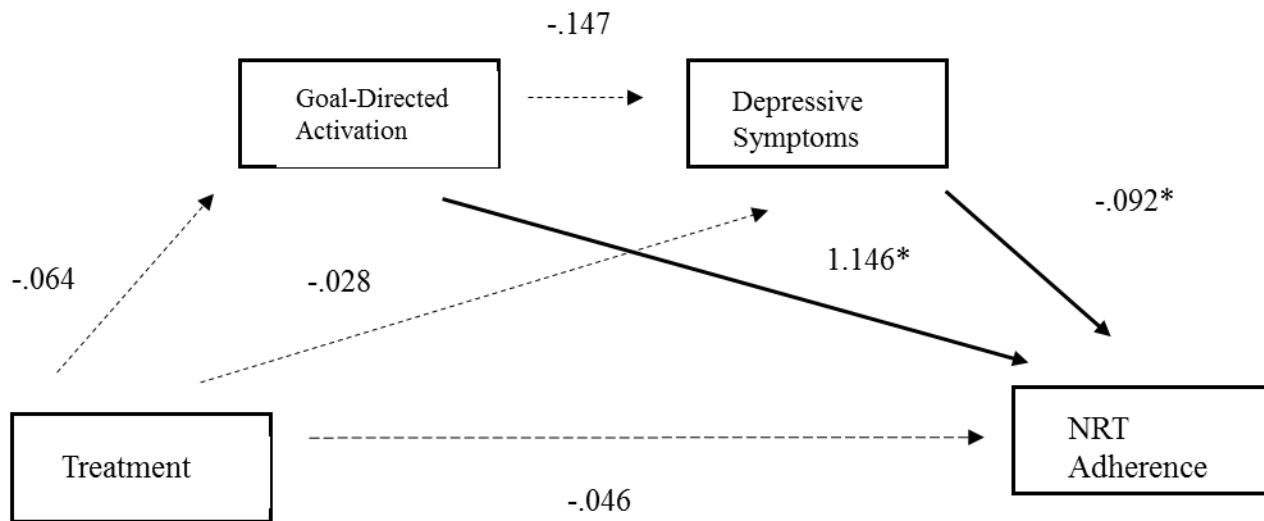 -.147
Goal-Directed
Activation
Depressive
Symptoms
-.092*
1.146*
-.064
-.028
NRT
Adherence
Treatment
-.046